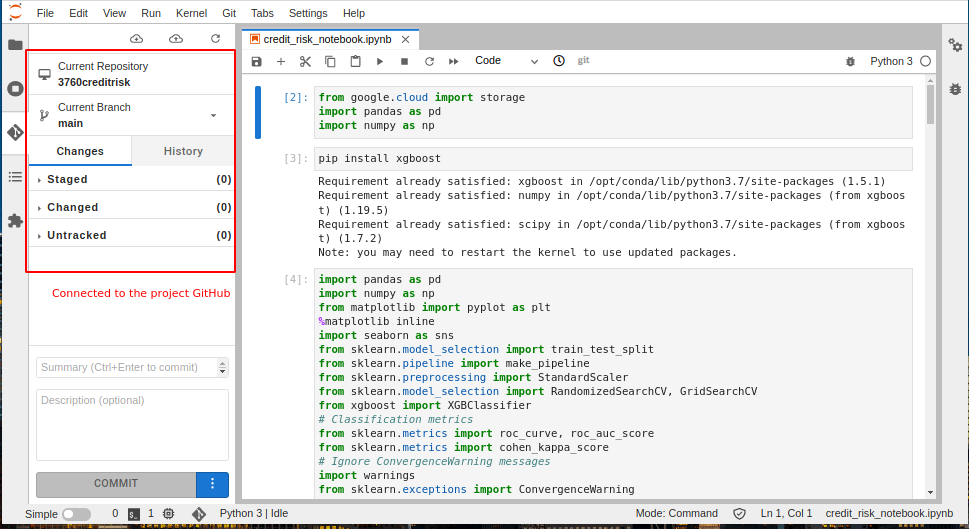 File Edit View Run Kernel Git Tabs Settings Help
credit_risk_notebook.ipynb
Code
git
Python 3
Current Repository
3760creditrisk
Current Branch
main
Changes History
Staged (0)
Changed (0)
Untracked (0)
Connected to the project GitHub
Summary (Ctrl+Enter to commit)
Description (optional)
COMMIT
[2]: from google.cloud import storage
import pandas as pd
import numpy as np
[3]: pip install xgboost
Requirement already satisfied: xgboost in /opt/conda/lib/python3.7/site-packages (1.5.1)
Requirement already satisfied: numpy in /opt/conda/lib/python3.7/site-packages (from xgboos
t) (1.19.5)
Requirement already satisfied: scipy in /opt/conda/lib/python3.7/site-packages (from xgboos
t) (1.7.2)
Note: you may need to restart the kernel to use updated packages.
[4]: import pandas as pd
import numpy as np
from matplotlib import pyplot as plt
%matplotlib inline
import seaborn as sns
from sklearn.model_selection import train_test_split
from sklearn.pipeline import make_pipeline
from sklearn.preprocessing import StandardScaler
from sklearn.model_selection import RandomizedSearchCV, GridSearchCV
from xgboost import XGBClassifier
# Classification metrics
from sklearn.metrics import roc_curve, roc_auc_score
from sklearn.metrics import cohen_kappa_score
# Ignore ConvergenceWarning messages
import warnings
from sklearn.exceptions import ConvergenceWarning
Simple 0 1 Python 3 | Idle Mode: Command Ln 1, Col 1 credit_risk_notebook.ipynb